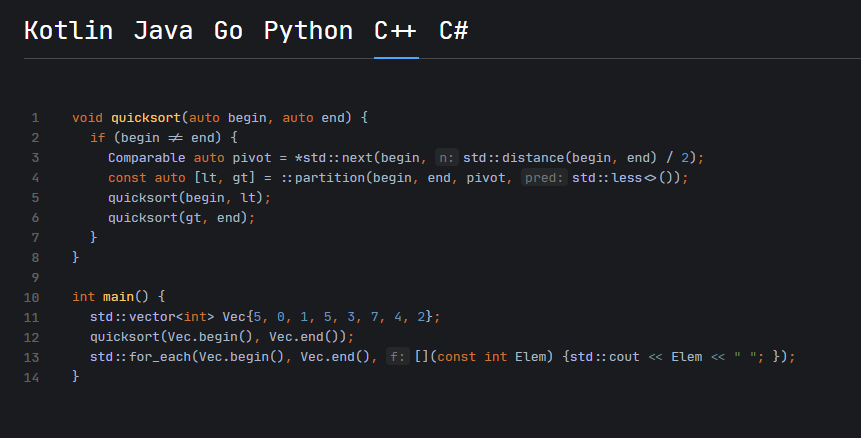 Kotlin Java Go Python C++ C#
1 void quicksort(auto begin, auto end) {
2 if (begin != end) {
3 Comparable auto pivot = *std::next(begin, n: std::distance(begin, end) / 2);
4 const auto [lt, gt] = ::partition(begin, end, pivot, pred: std::less<>());
5 quicksort(begin, lt);
6 quicksort(gt, end);
7 }
8 }
9
10 int main() {
11 std::vector<int> Vec{5, 0, 1, 5, 3, 7, 4, 2};
12 quicksort(Vec.begin(), Vec.end());
13 std::for_each(Vec.begin(), Vec.end(), f: [](const int Elem) {std::cout << Elem << " "; });
14 }